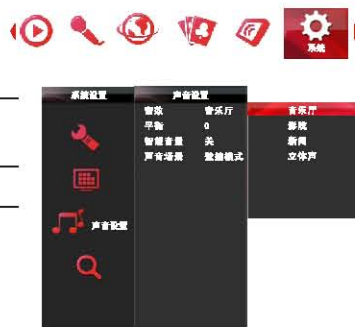 系统
系统设置
声音设置
声音设置
音效 音乐厅
平衡 0
智能音量 关
声音场景 壁挂模式
音乐厅
影院
新闻
立体声